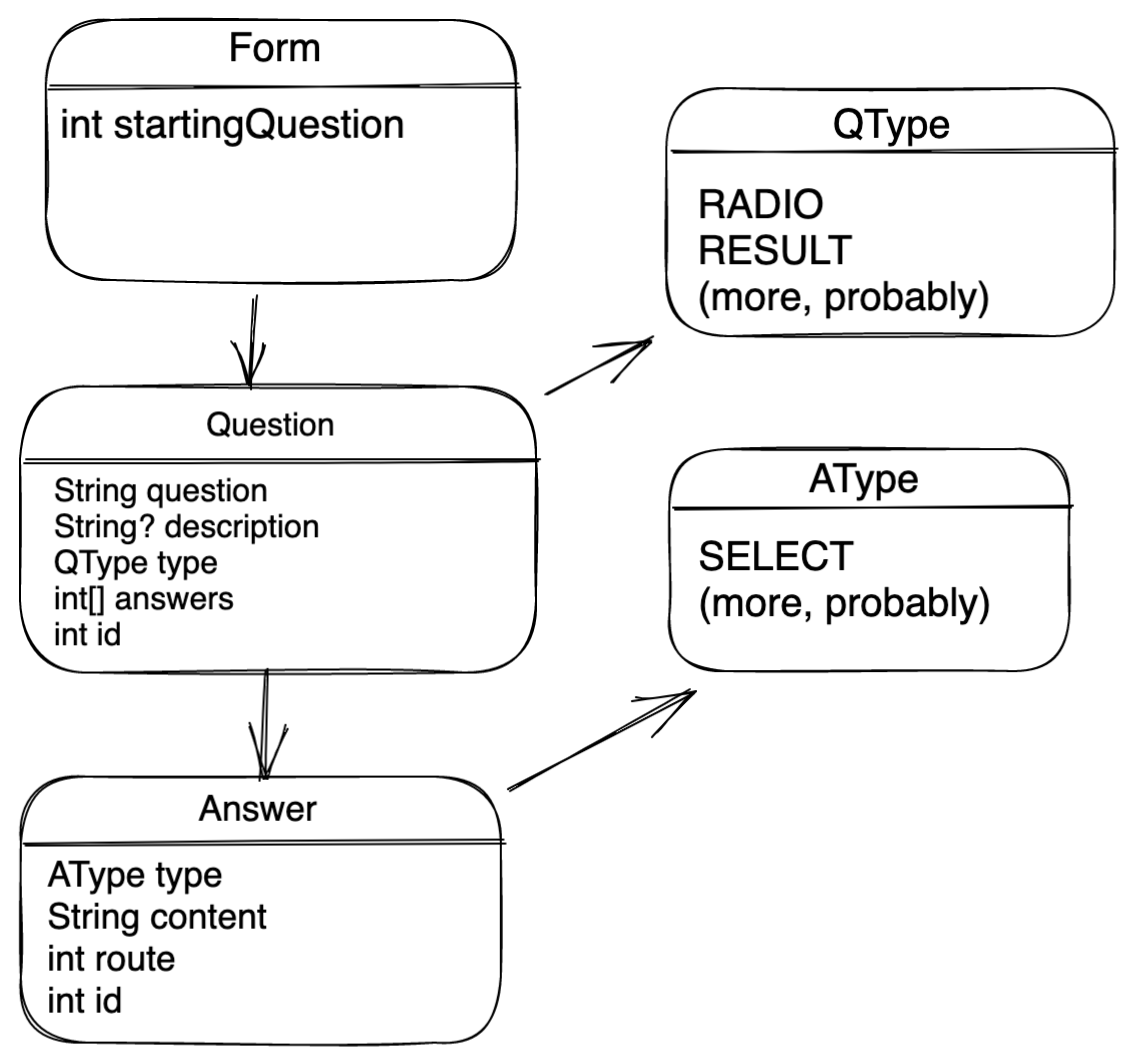 Form
int startingQuestion
QType
RADIO
RESULT
(more, probably)
Question
String question
String? description
QType type
int[] answers
int id
AType
SELECT
(more, probably)
Answer
AType type
String content
int route
int id